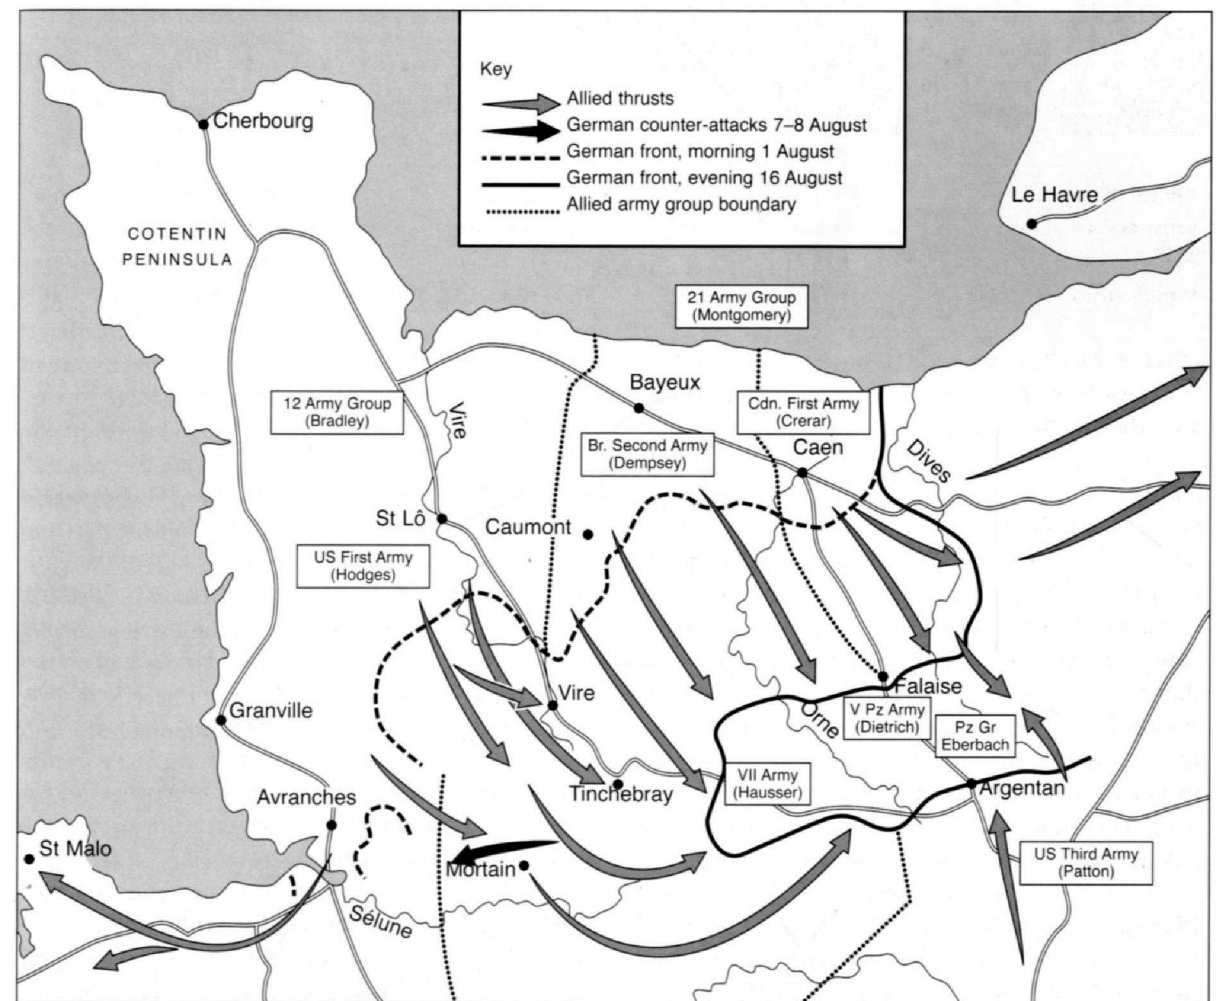 Key
Allied thrusts
German counter-attacks 7–8 August
German front, morning 1 August
German front, evening 16 August
Allied army group boundary
Cherbourg
Le Havre
COTENTIN
PENINSULA
21 Army Group
(Montgomery)
Bayeux
12 Army Group
(Bradley)
Vire
Cdn. First Army
(Crerar)
Br. Second Army
(Dempsey)
Caen
Dives
St Lô
Caumont
US First Army
(Hodges)
Vire
Falaise
Granville
Orne
V Pz Army
(Dietrich)
Pz Gr
Eberbach
VII Army
(Hausser)
Tinchebray
Argentan
Avranches
St Malo
Mortain
US Third Army
(Patton)
Sélune